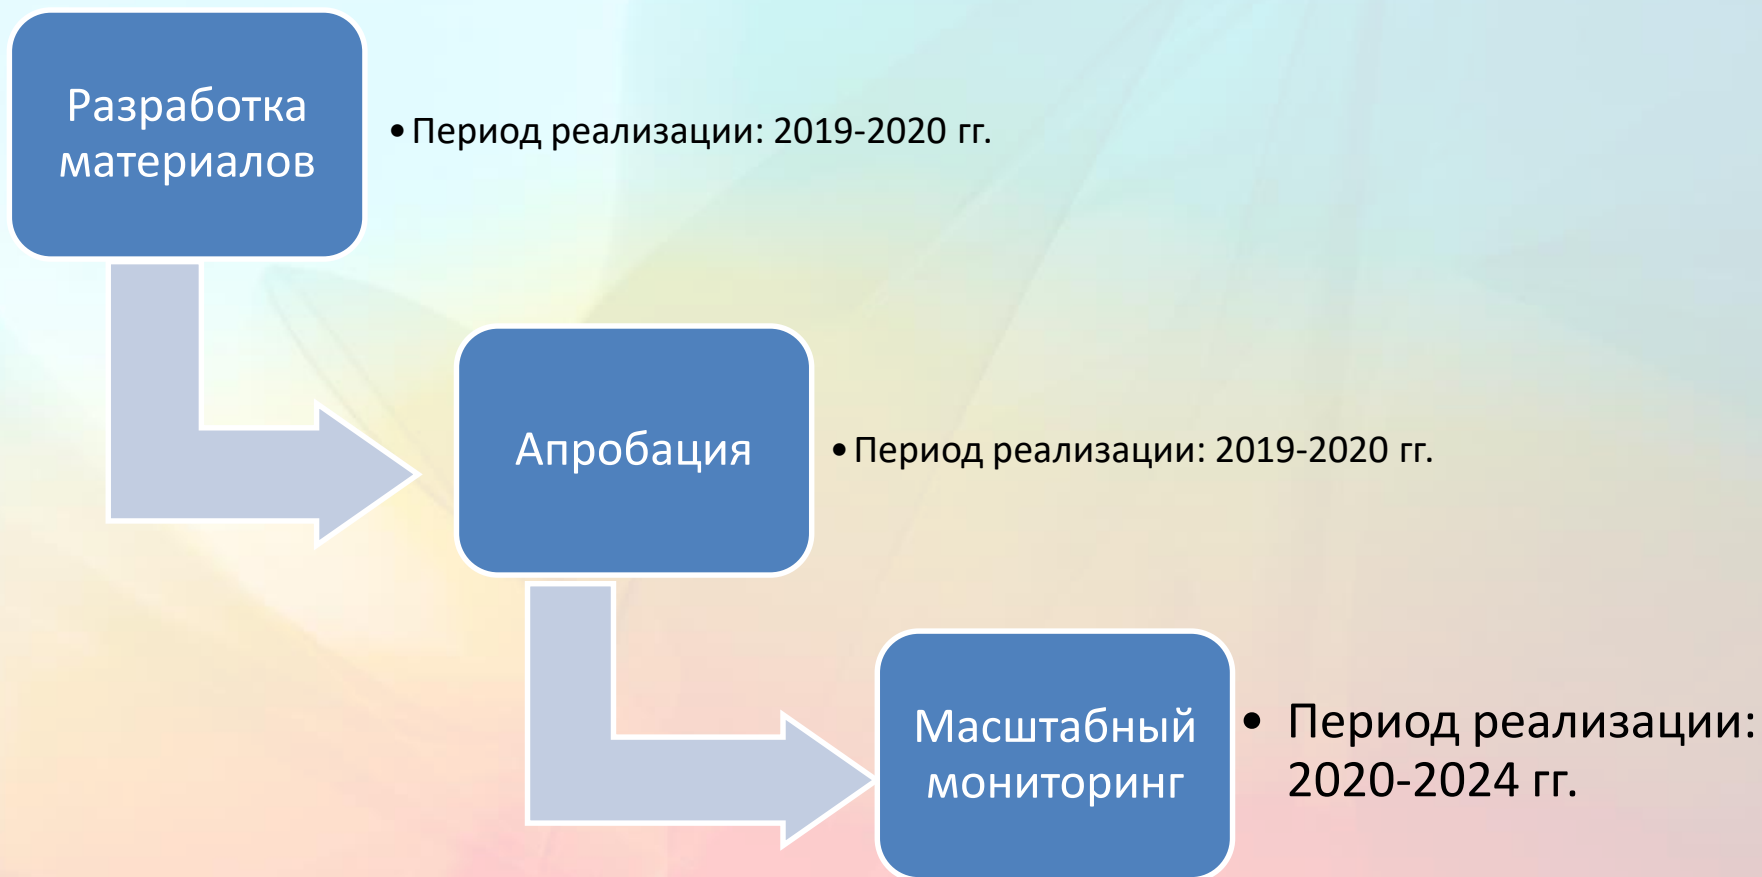 Разработка
материалов
• Период реализации: 2019-2020 гг.
Апробация
• Период реализации: 2019-2020 гг.
Масштабный
мониторинг
• Период реализации:
2020-2024 гг.